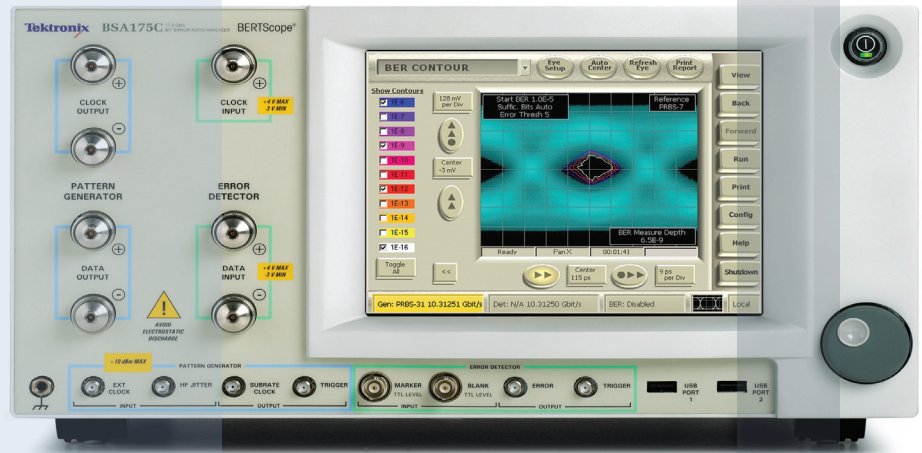 Tektronix BSA175C 17.5 Gb/s BIT ERROR RATIO ANALYZER BERTScope®
CLOCK
OUTPUT
+
-
CLOCK
INPUT
+4 V MAX
-3 V MIN
+
PATTERN
GENERATOR
ERROR
DETECTOR
+
DATA
OUTPUT
-
+
DATA
INPUT
+4 V MAX
-3 V MIN
-
AVOID
ELECTROSTATIC
DISCHARGE
BER CONTOUR
Eye
Setup
Auto
Center
Refresh
Eye
Print
Report
Show Contours
1E-6
1E-7
1E-8
1E-9
1E-10
1E-11
1E-12
1E-13
1E-14
1E-15
1E-16
Toggle
All
128 mV
per Div
Center
-3 mV
<<
Start BER 1.0E-5
Suffic. Bits Auto
Error Thresh 5
Reference
PRBS-7
BER Measure Depth
6.5E-9
Ready Pan X 00:01:41
Center
115 ps
9 ps
per Div
Gen: PRBS-31 10.31251 Gbit/s Det: N/A 10.31250 Gbit/s BER: Disabled Local
View
Back
Forward
Run
Print
Config
Help
Shutdown
+10 dBm MAX
PATTERN GENERATOR
EXT
CLOCK
HF JITTER
SUBRATE
CLOCK
TRIGGER
INPUT
OUTPUT
ERROR DETECTOR
MARKER
TTL LEVEL
BLANK
TTL LEVEL
ERROR
TRIGGER
INPUT
OUTPUT
USB
PORT
1
USB
PORT
2